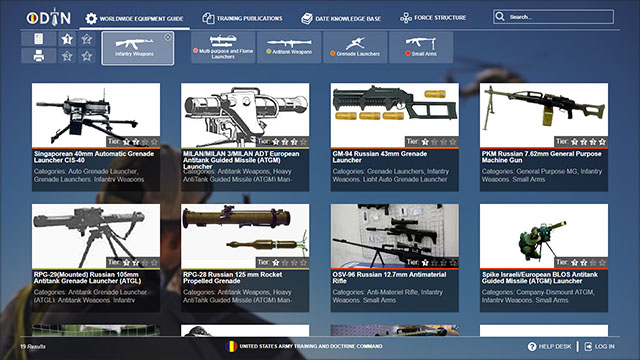 ODIN
WORLDWIDE EQUIPMENT GUIDE
TRAINING PUBLICATIONS
DATE KNOWLEDGE BASE
FORCE STRUCTURE
Search...
Infantry Weapons
Multi-purpose and Flame
Launchers
Antitank Weapons
Grenade Launchers
Small Arms
Tier:
Singaporean 40mm Automatic Grenade
Launcher CIS-40
Categories: Auto Grenade Launcher,
Grenade Launchers, Infantry Weapons
Tier:
MILAN/MILAN 3/MILAN ADT European
Antitank Guided Missile (ATGM)
Launcher
Categories: Antitank Weapons, Heavy
AntiTank Guided Missile (ATGM) Man-
Tier:
GM-94 Russian 43mm Grenade
Launcher
Categories: Grenade Launchers, Infantry
Weapons, Light Auto Grenade Launcher
Tier:
PKM Russian 7.62mm General Purpose
Machine Gun
Categories: General Purpose MG, Infantry
Weapons, Small Arms
Tier:
RPG-29(Mounted) Russian 105mm
Antitank Grenade Launcher (ATGL)
Categories: Antitank Grenade Launcher
(ATGL), Antitank Weapons, Infantry
Tier:
RPG-28 Russian 125 mm Rocket
Propelled Grenade
Categories: Antitank Weapons, Heavy
AntiTank Guided Missile (ATGM) Man-
Tier:
OSV-96 Russian 12.7mm Antimaterial
Rifle
Categories: Anti-Materiel Rifle, Infantry
Weapons, Small Arms
Tier:
Spike Israeli/European BLOS Antitank
Guided Missile (ATGM) Launcher
Categories: Company-Dismount ATGM,
Infantry Weapons, Small Arms
19 Results
UNITED STATES ARMY TRAINING AND DOCTRINE COMMAND
HELP DESK
LOG IN